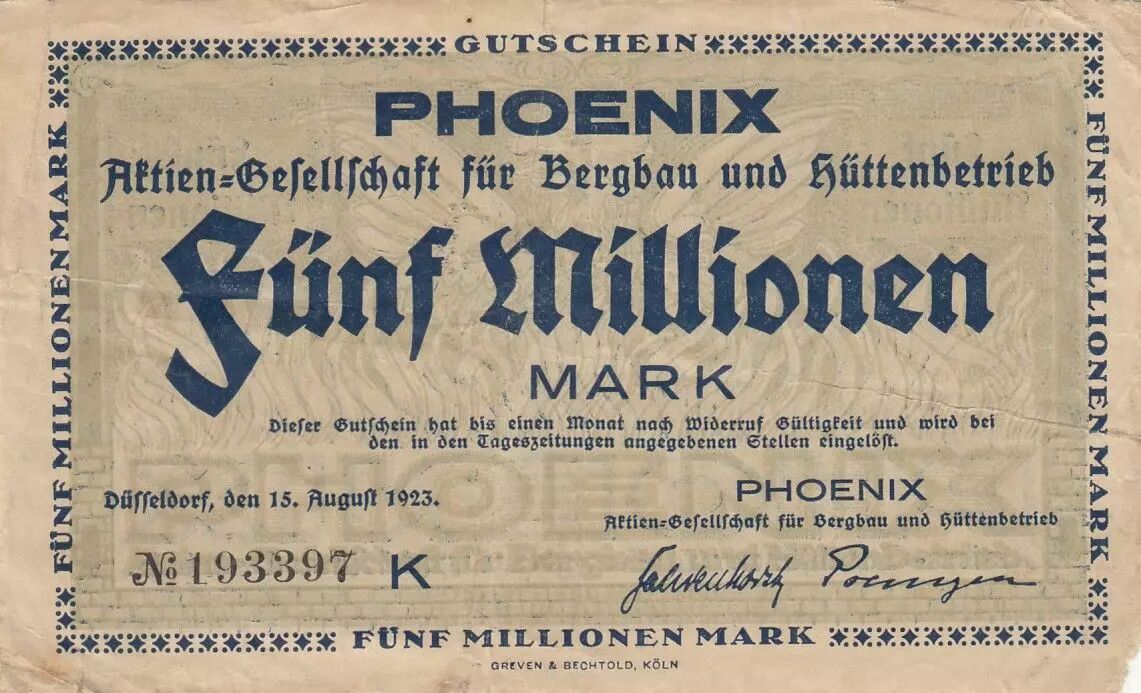 GUTSCHEIN
PHOENIX
Aktien=Gesellschaft für Bergbau und Hüttenbetrieb
Fünf Millionen
MARK
Dieser Gutschein hat bis einen Monat nach Widerruf Gültigkeit und wird bei
den in den Tageszeitungen angegebenen Stellen eingelöst.
Düsseldorf, den 15. August 1923.
PHOENIX
Aktien=Gesellschaft für Bergbau und Hüttenbetrieb
№ 193397 K
FÜNF MILLIONEN MARK
FÜNF MILLIONEN MARK
FÜNF MILLIONEN MARK
GREVEN & BECHTOLD, KÖLN